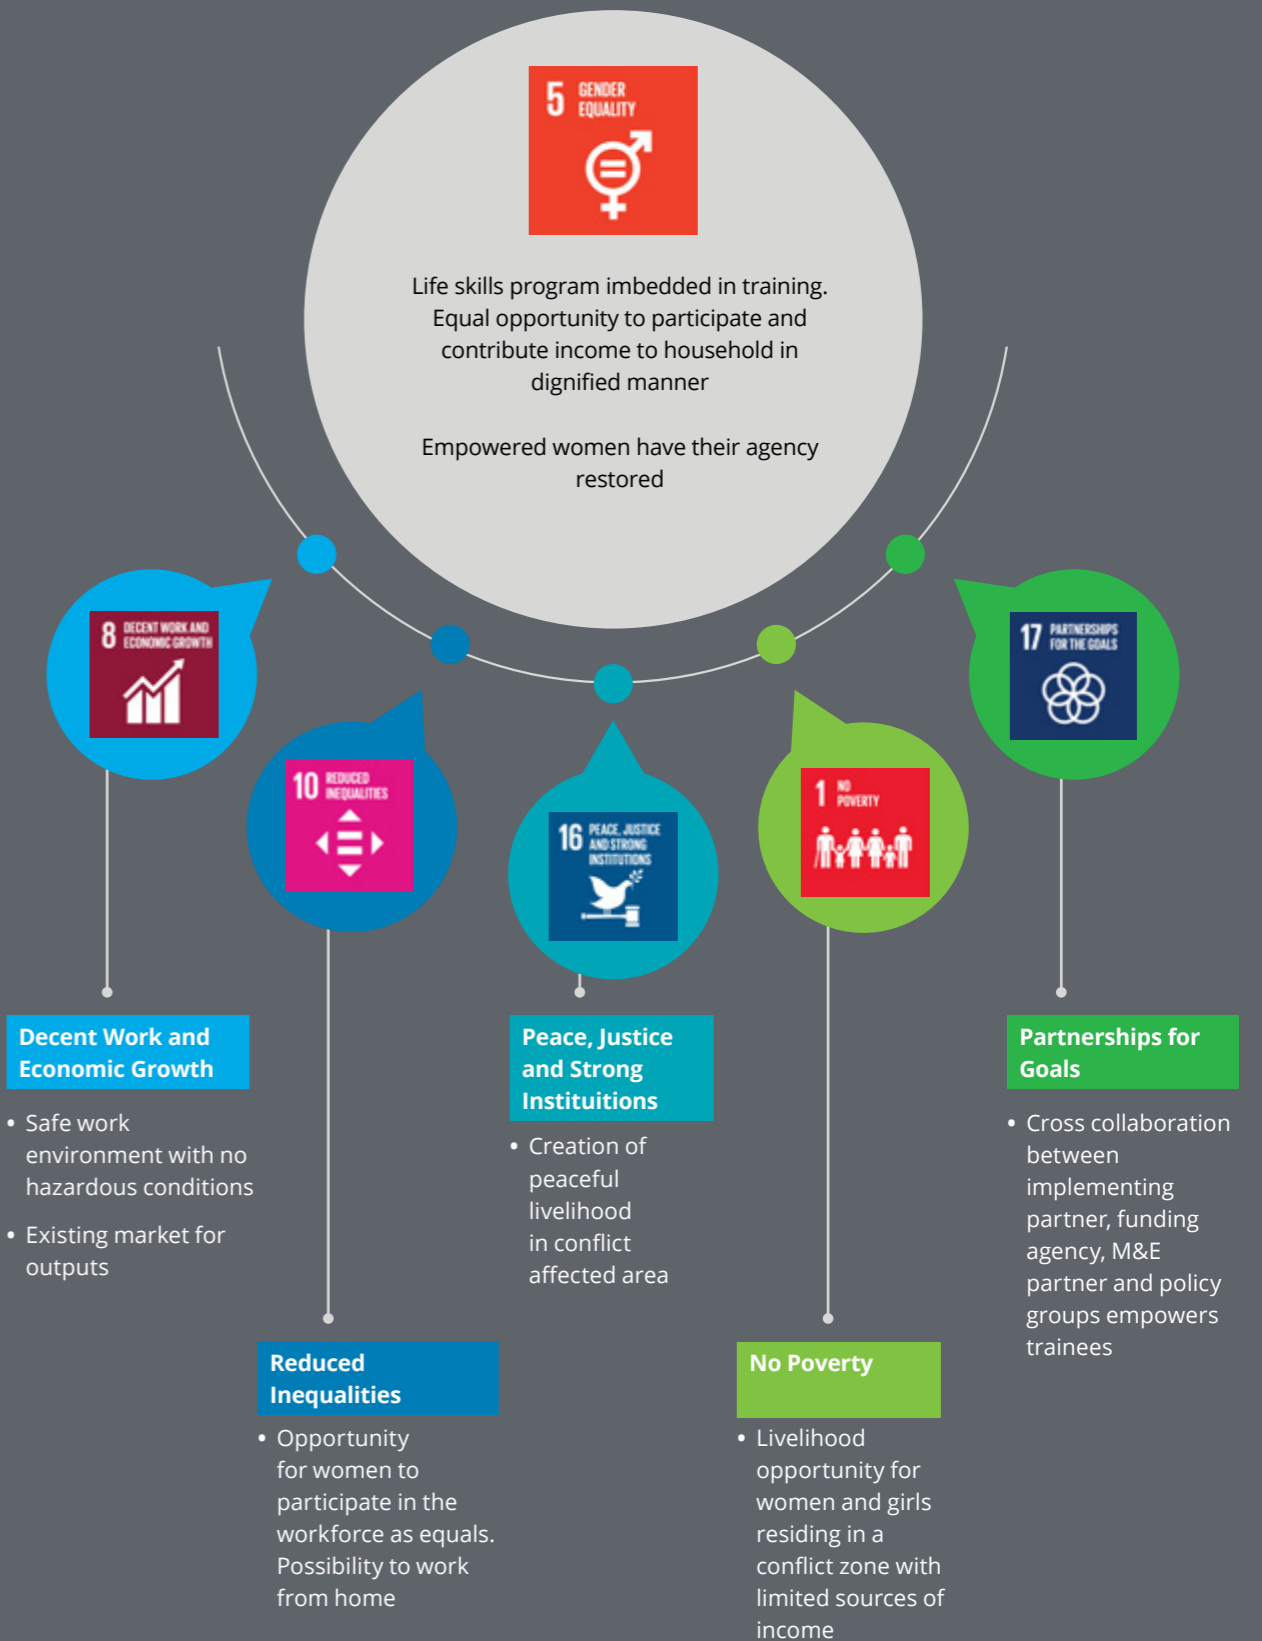 5 GENDER
EQUALITY
Life skills program imbedded in training.
Equal opportunity to participate and
contribute income to household in
dignified manner
Empowered women have their agency
restored
8 DECENT WORK AND
ECONOMIC GROWTH
10 REDUCED
INEQUALITIES
16 PEACE, JUSTICE
AND STRONG
INSTITUTIONS
1 NO
POVERTY
17 PARTNERSHIPS
FOR THE GOALS
Decent Work and
Economic Growth
• Safe work
environment with no
hazardous conditions
• Existing market for
outputs
Reduced
Inequalities
• Opportunity
for women to
participate in the
workforce as equals.
Possibility to work
from home
Peace, Justice
and Strong
Instituitions
• Creation of
peaceful
livelihood
in conflict
affected area
No Poverty
• Livelihood
opportunity for
women and girls
residing in a
conflict zone with
limited sources of
income
Partnerships for
Goals
• Cross collaboration
between
implementing
partner, funding
agency, M&E
partner and policy
groups empowers
trainees